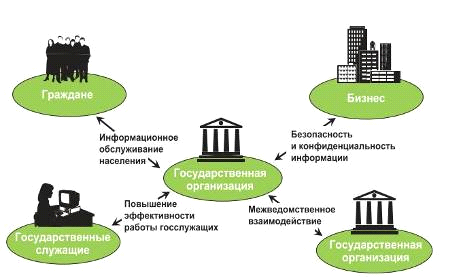 Граждане
Бизнес
Информационное
обслуживание
населения
Безопасность
и конфиденциальность
информации
Государственная
организация
Повышение
эффективности
работы госслужащих
Межведомственное
взаимодействие
Государственные
служащие
Государственная
организация